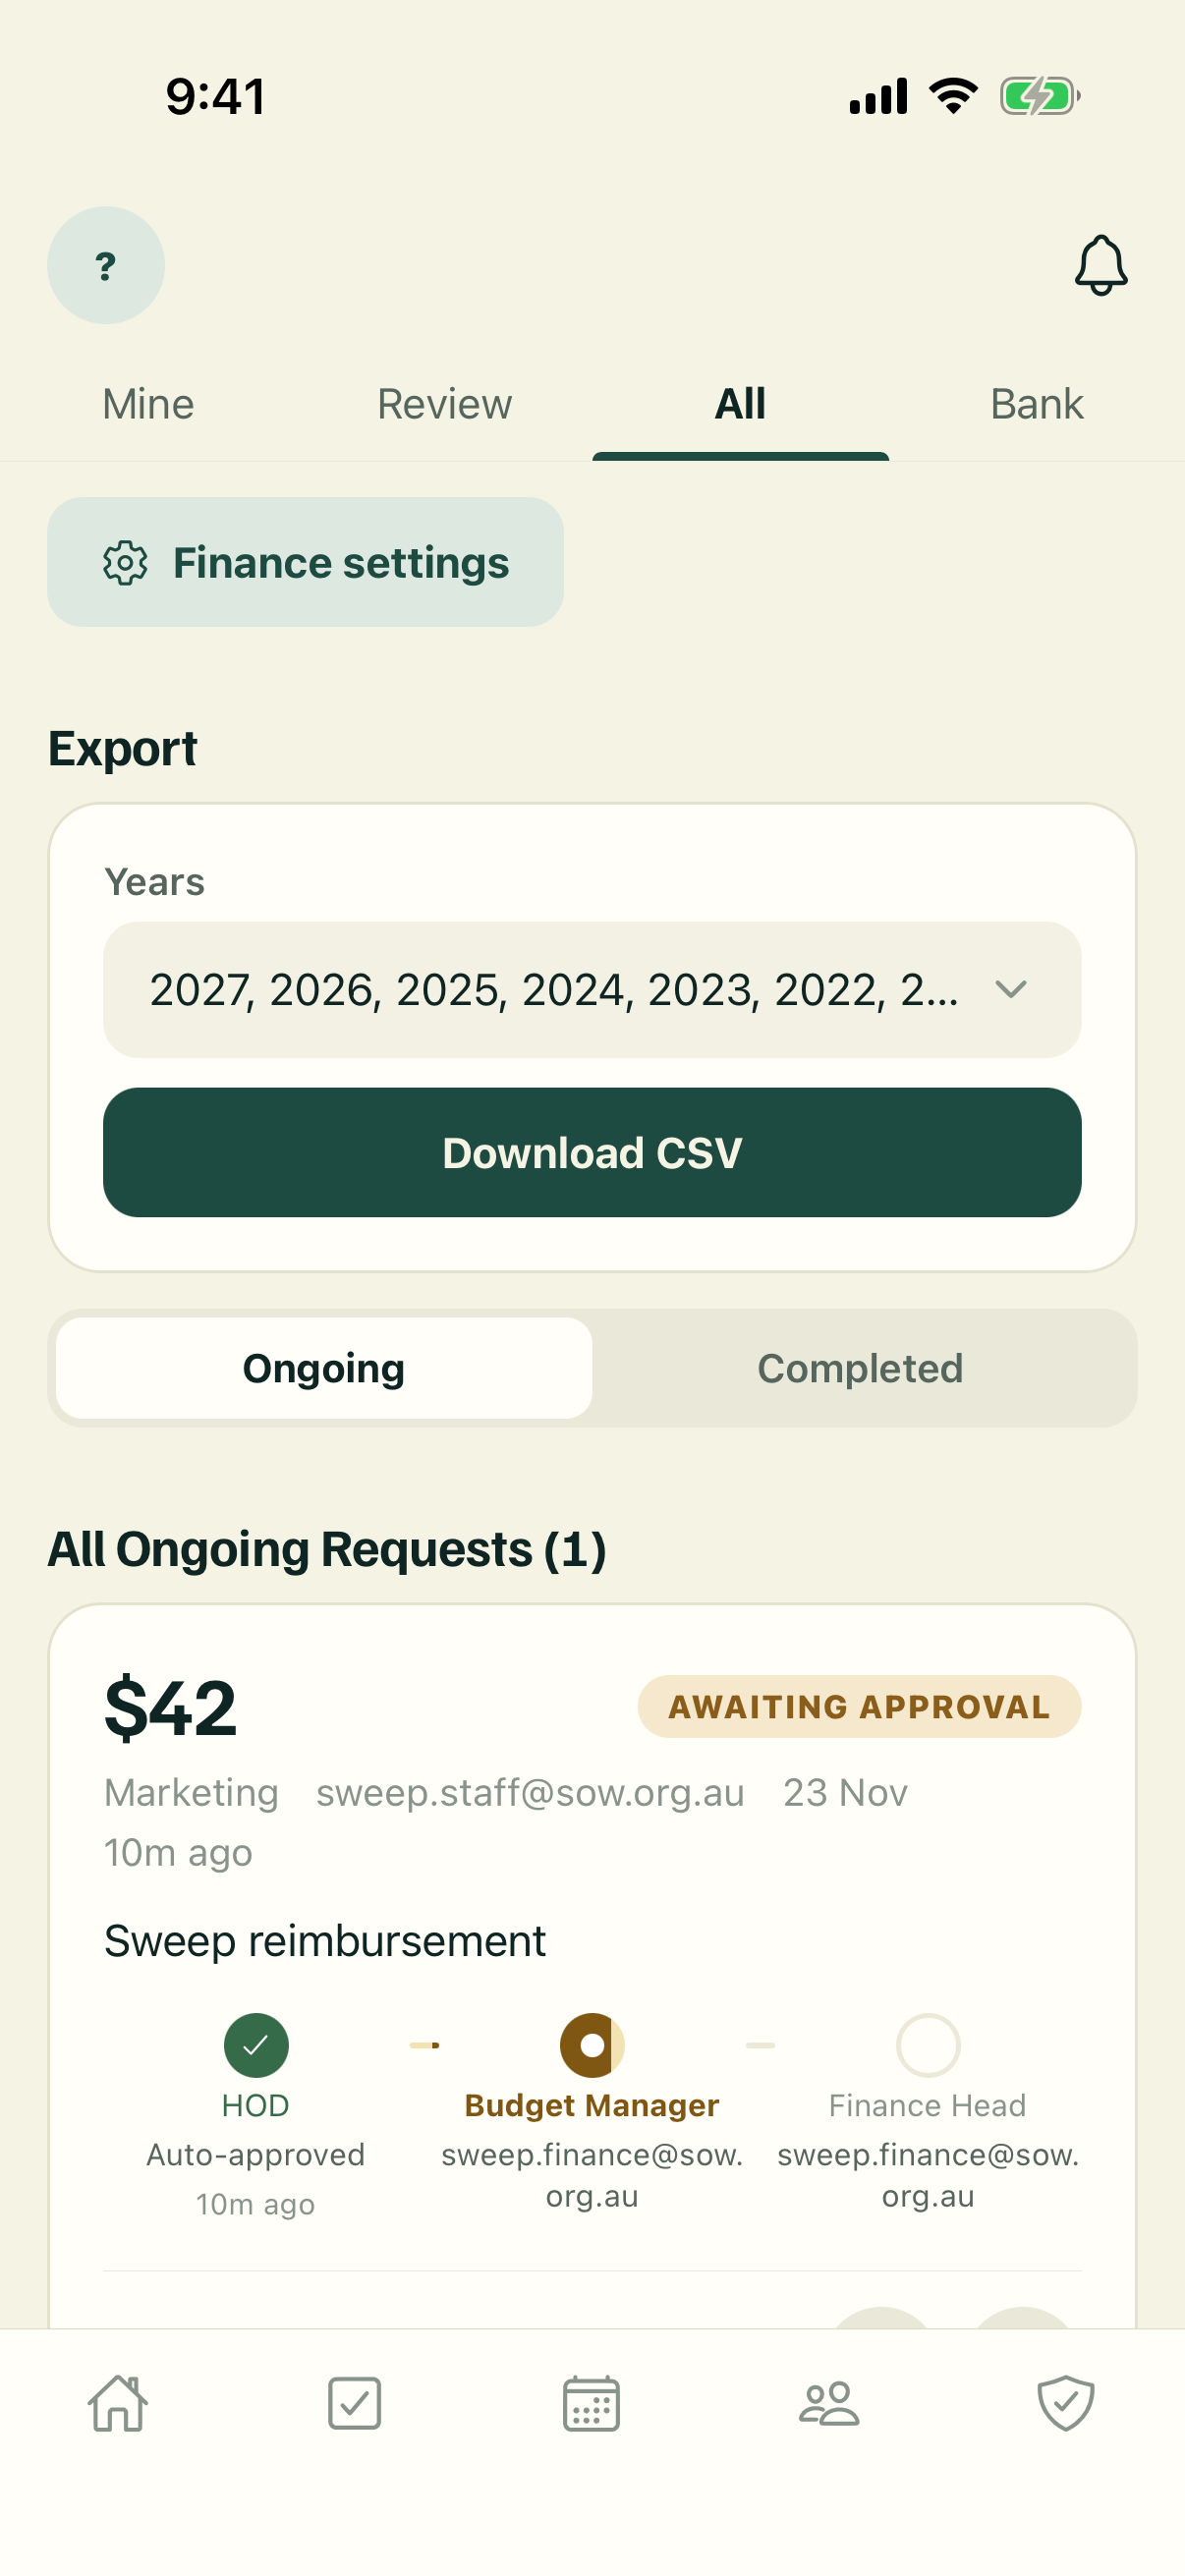 9:41
?
Mine Review All Bank
Finance settings
Export
Years
2027, 2026, 2025, 2024, 2023, 2022, 2...
Download CSV
Ongoing Completed
All Ongoing Requests (1)
$42 AWAITING APPROVAL
Marketing sweep.staff@sow.org.au 23 Nov
10m ago
Sweep reimbursement
HOD Budget Manager Finance Head
Auto-approved sweep.finance@sow. sweep.finance@sow.
10m ago org.au org.au